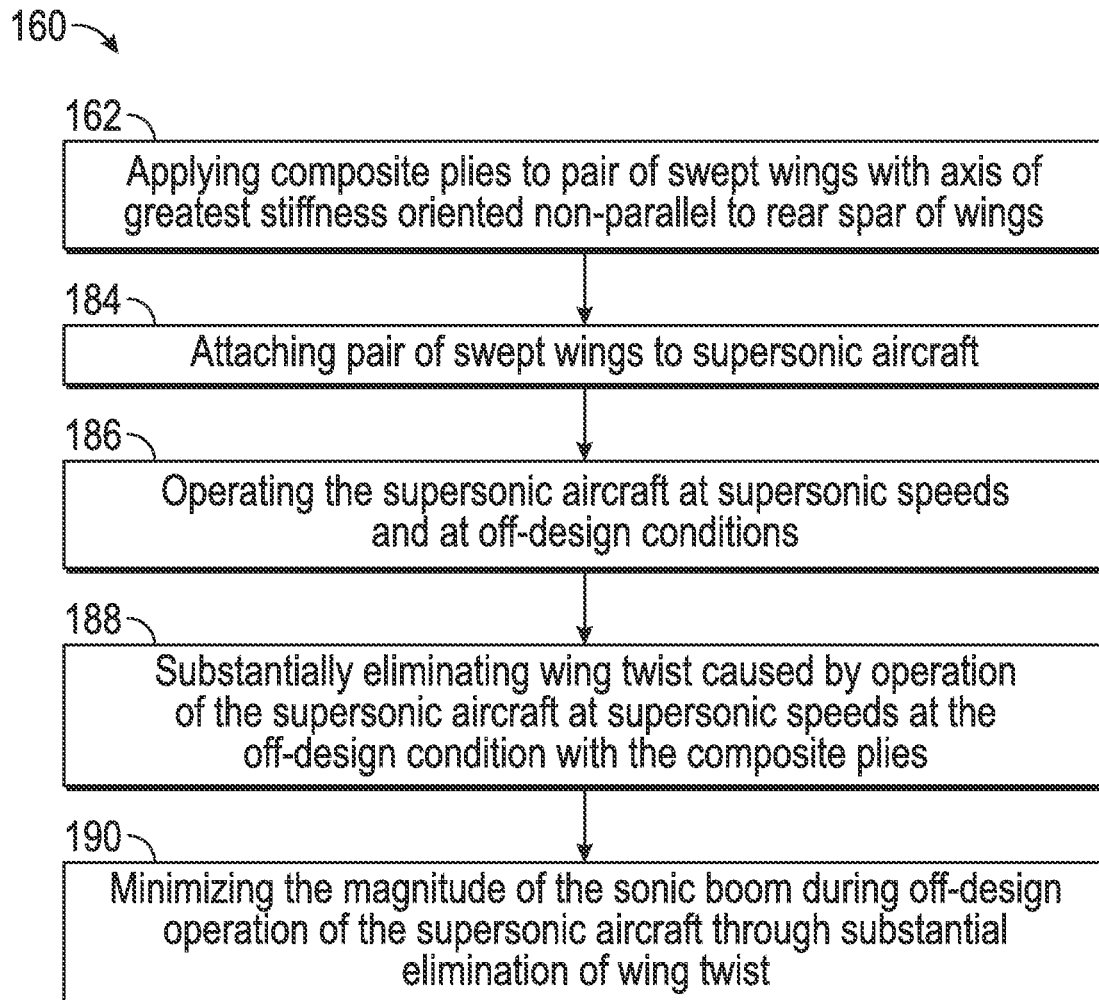 160
162
Applying composite plies to pair of swept wings with axis of
greatest stiffness oriented non-parallel to rear spar of wings
184
Attaching pair of swept wings to supersonic aircraft
186
Operating the supersonic aircraft at supersonic speeds
and at off-design conditions
188
Substantially eliminating wing twist caused by operation
of the supersonic aircraft at supersonic speeds at the
off-design condition with the composite plies
190
Minimizing the magnitude of the sonic boom during off-design
operation of the supersonic aircraft through substantial
elimination of wing twist